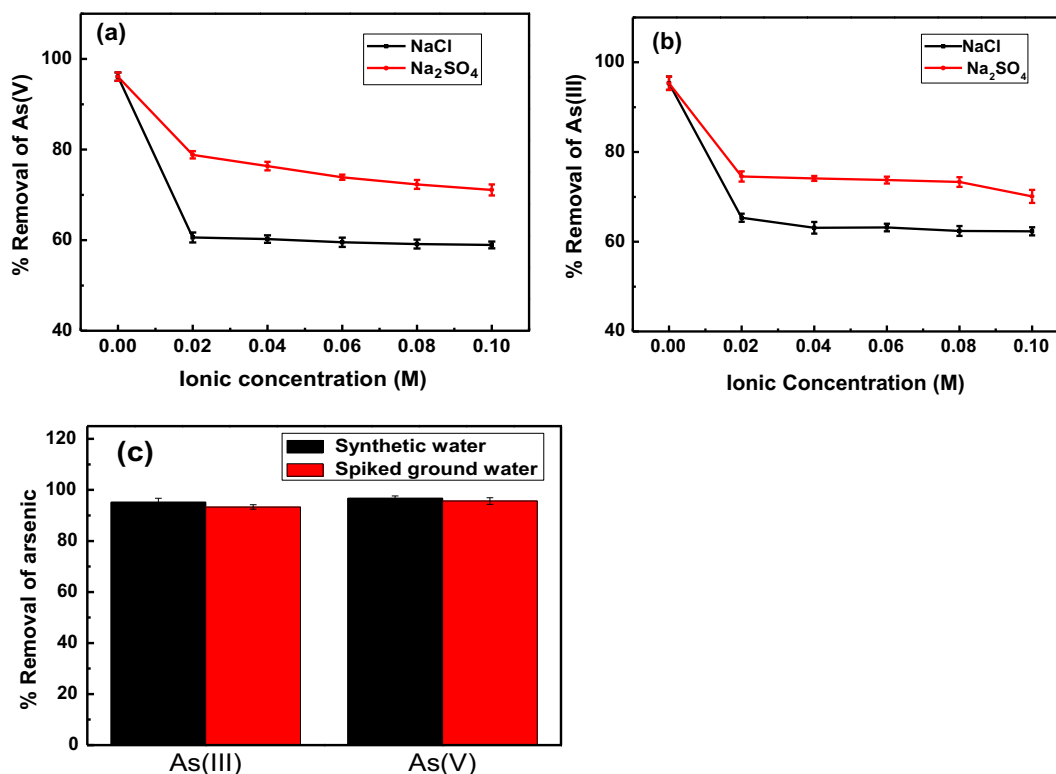 (a)
NaCl
Na₂SO₄
% Removal of As(V)
100
80
60
40
0.00 0.02 0.04 0.06 0.08 0.10
Ionic concentration (M)
(b)
NaCl
Na₂SO₄
% Removal of As(III)
100
80
60
40
0.00 0.02 0.04 0.06 0.08 0.10
Ionic Concentration (M)
(c)
Synthetic water
Spiked ground water
% Removal of arsenic
120
100
80
60
40
20
0
As(III) As(V)